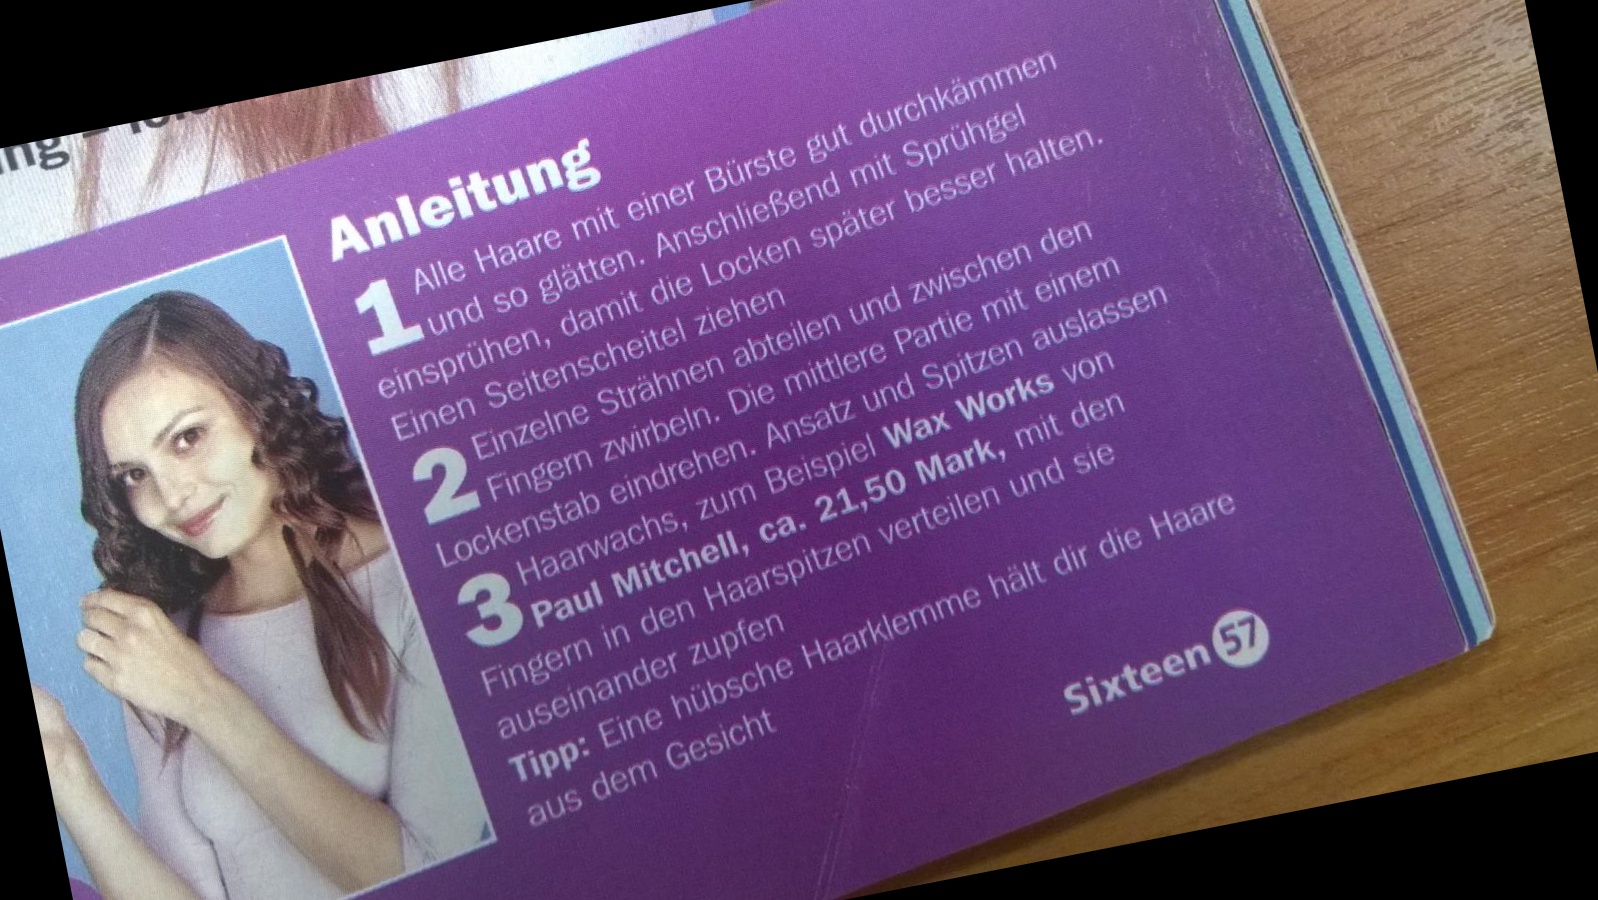 Anleitung
1 Alle Haare mit einer Bürste gut durchkämmen
und so glätten. Anschließend mit Sprühgel
einsprühen, damit die Locken später besser halten.
Einen Seitenscheitel ziehen
2 Einzelne Strähnen abteilen und zwischen den
Fingern zwirbeln. Die mittlere Partie mit einem
Lockenstab eindrehen. Ansatz und Spitzen auslassen
3 Haarwachs, zum Beispiel Wax Works von
Paul Mitchell, ca. 21,50 Mark, mit den
Fingern in den Haarspitzen verteilen und sie
auseinander zupfen
Tipp: Eine hübsche Haarklemme hält dir die Haare
aus dem Gesicht
Sixteen 57